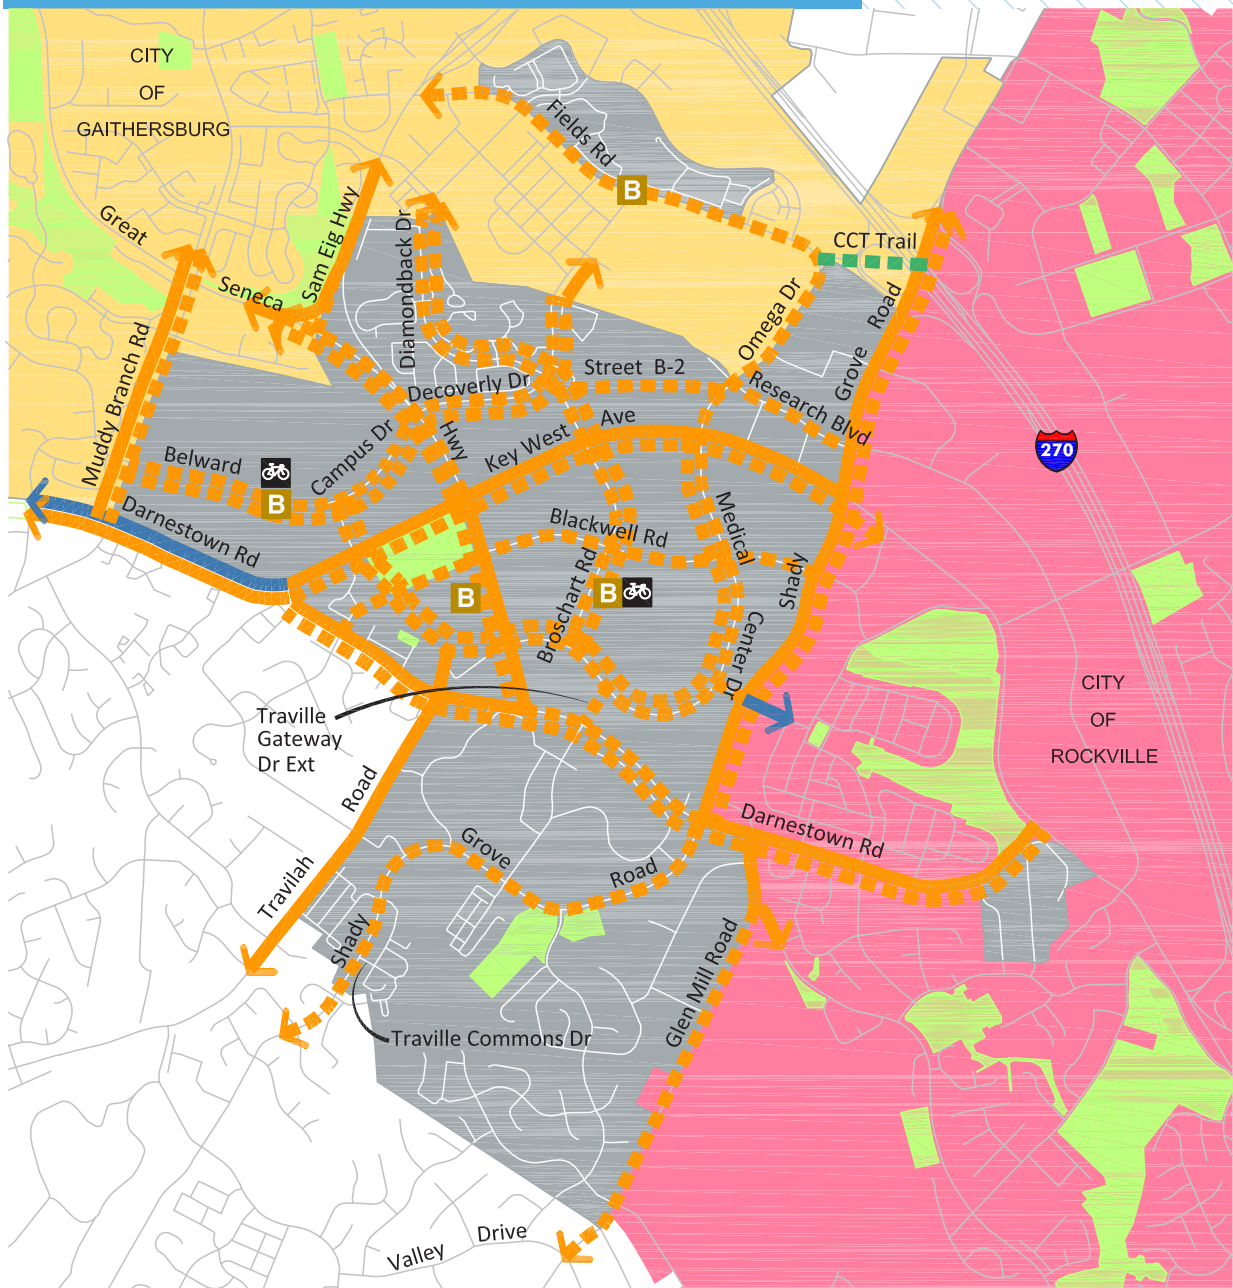 CITY
OF
GAITHERSBURG
Fields Rd
B
Great
Seneca
Sam Eig Hwy
Diamondback Dr
CCT Trail
Omega Dr
Grove
Road
Muddy Branch Rd
Street B-2
Decoverly Dr
Research Blvd
Hwy
Key West
Ave
270
Belward
Campus Dr
B
Darnestown Rd
Blackwell Rd
Medical
Center Dr
Shady
Broschart Rd
B
B
CITY
OF
ROCKVILLE
Traville
Gateway
Dr Ext
Road
Travilah
Darnestown Rd
Grove
Road
Shady
Glen Mill Road
Traville Commons Dr
Valley
Drive